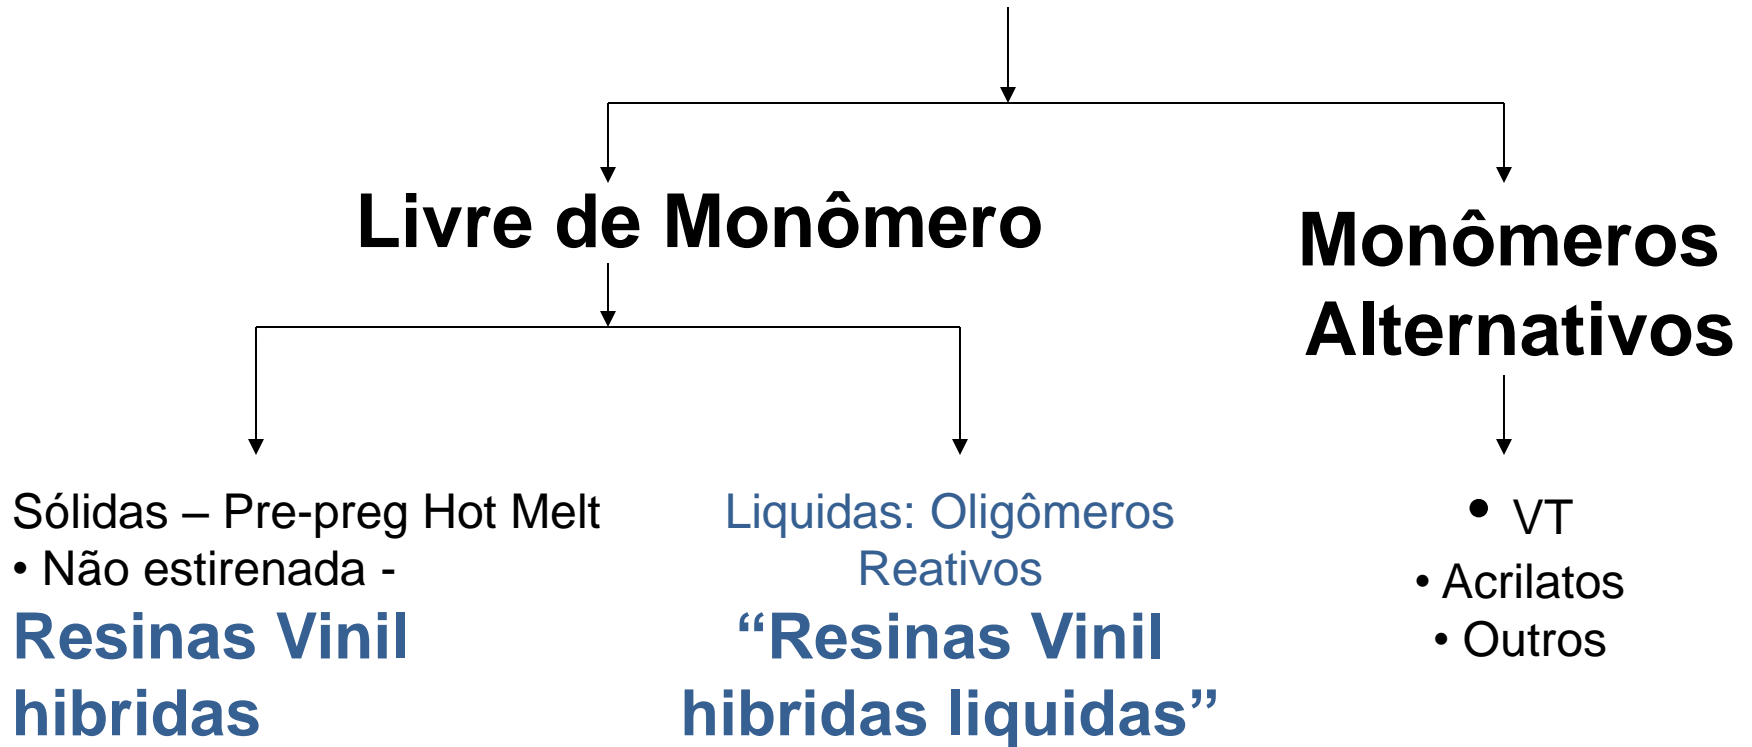 Livre de Monômero
Monômeros
Alternativos
Sólidas – Pre-preg Hot Melt
• Não estirenada -
Resinas Vinil
hibridas
Liquidas: Oligômeros
Reativos
“Resinas Vinil
hibridas liquidas”
• VT
• Acrilatos
• Outros